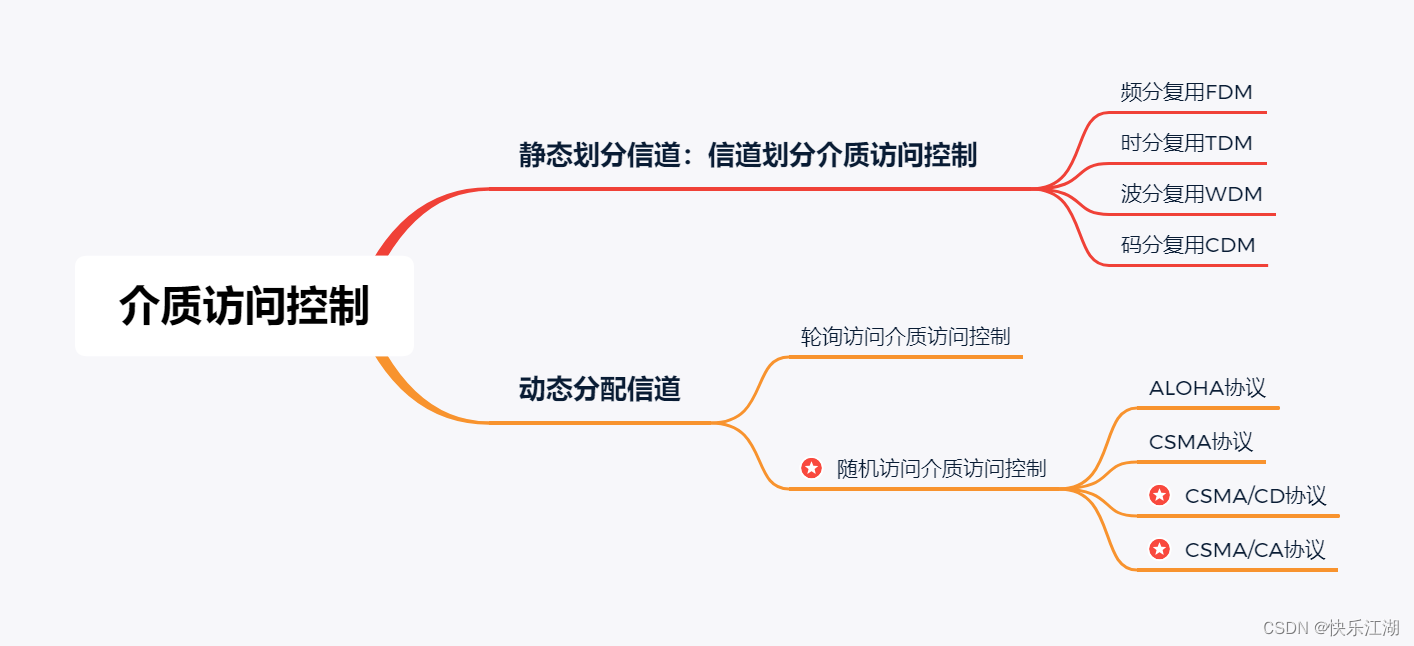 介质访问控制
静态划分信道：信道划分介质访问控制
频分复用FDM
时分复用TDM
波分复用WDM
码分复用CDM
动态分配信道
轮询访问介质访问控制
随机访问介质访问控制
ALOHA协议
CSMA协议
CSMA/CD协议
CSMA/CA协议
CSDN @快乐江湖